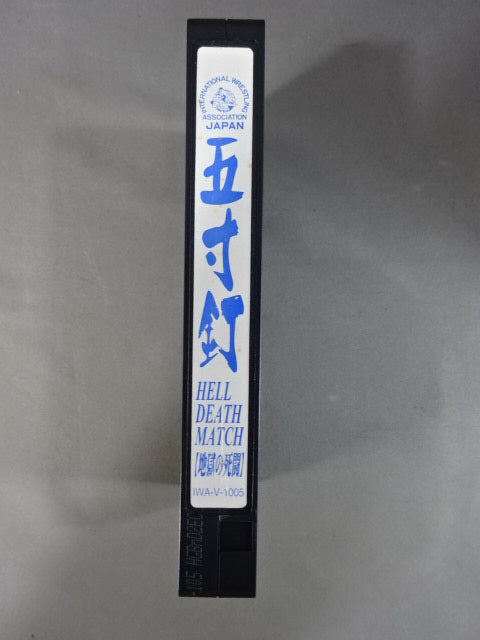 INTERNATIONAL WRESTLING
ASSOCIATION
JAPAN
五寸釘
HELL
DEATH
MATCH
【地獄の死闘】
IWA-V-1005